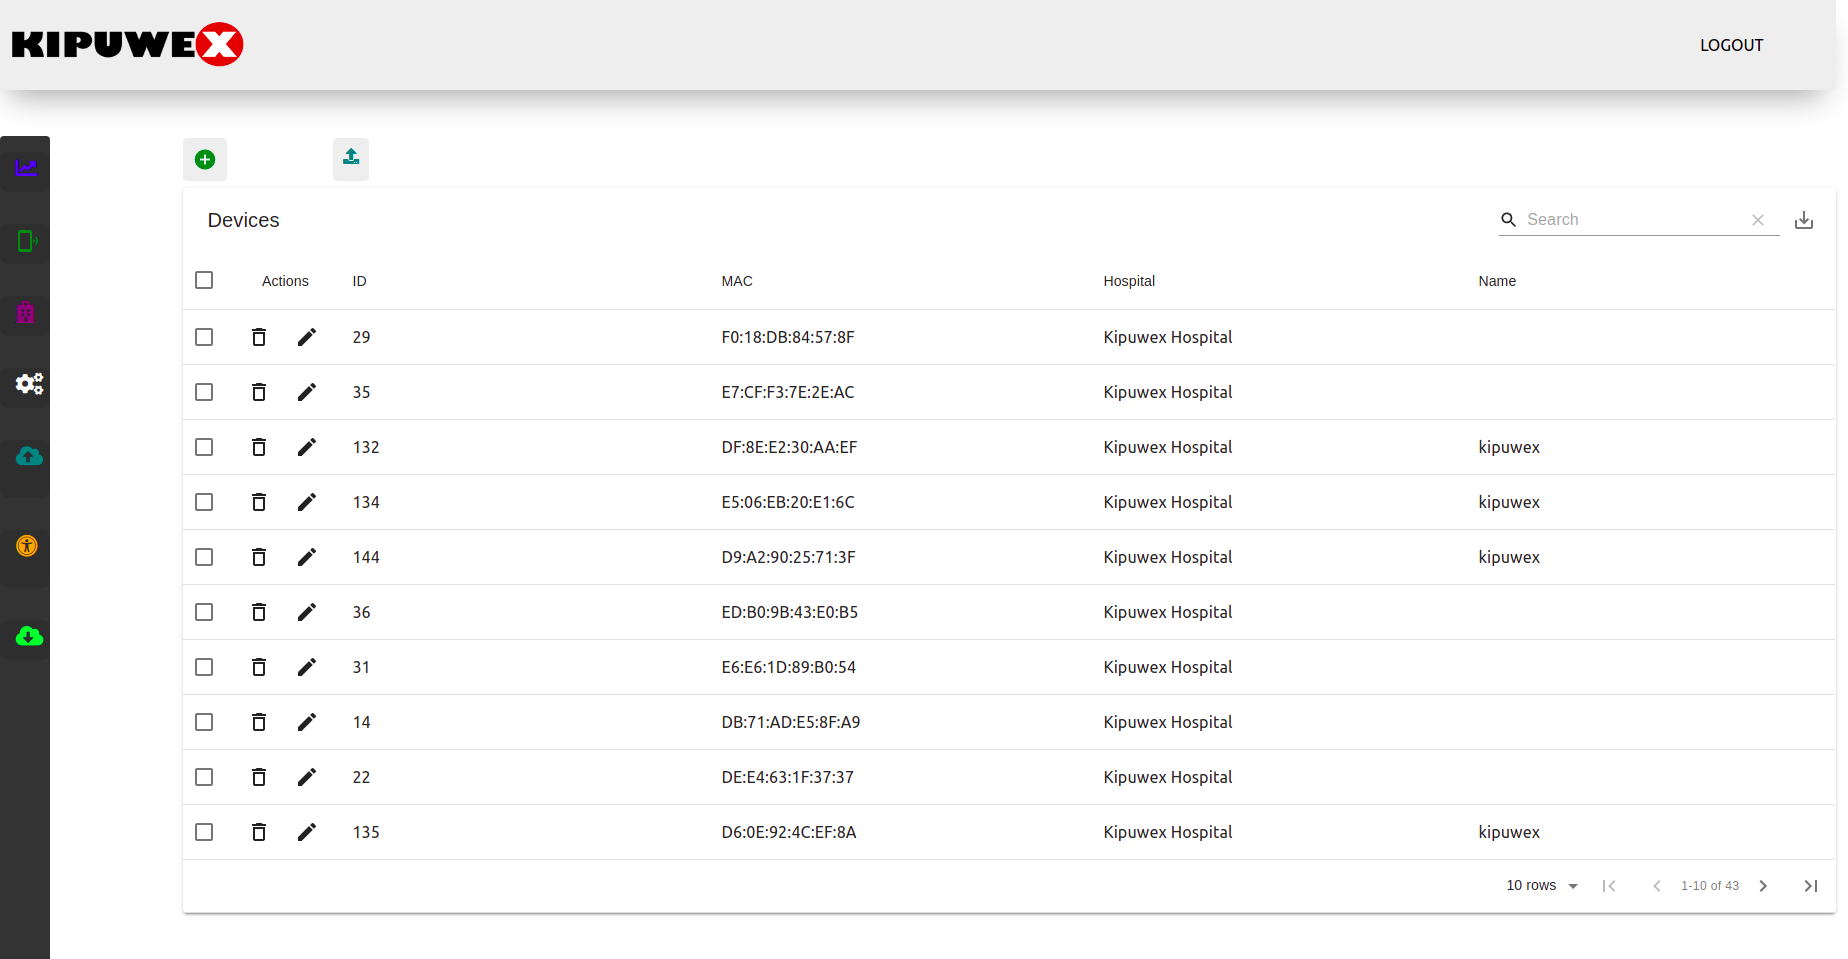 KIPUWEX
LOGOUT
Devices
Search
Actions ID MAC Hospital Name
29 F0:18:DB:84:57:8F Kipuwex Hospital
35 E7:CF:F3:7E:2E:AC Kipuwex Hospital
132 DF:8E:E2:30:AA:EF Kipuwex Hospital kipuwex
134 E5:06:EB:20:E1:6C Kipuwex Hospital kipuwex
144 D9:A2:90:25:71:3F Kipuwex Hospital kipuwex
36 ED:B0:9B:43:E0:B5 Kipuwex Hospital
31 E6:E6:1D:89:B0:54 Kipuwex Hospital
14 DB:71:AD:E5:8F:A9 Kipuwex Hospital
22 DE:E4:63:1F:37:37 Kipuwex Hospital
135 D6:0E:92:4C:EF:8A Kipuwex Hospital kipuwex
10 rows 1-10 of 43